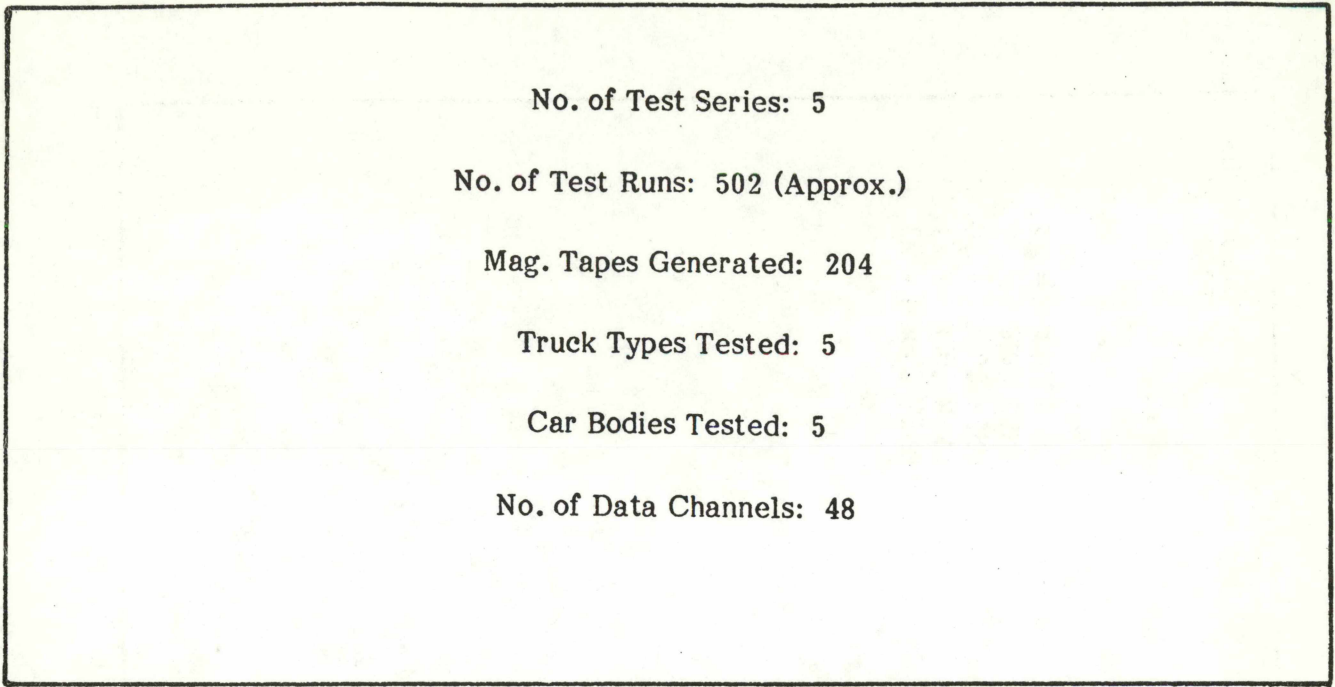 No. of Test Series: 5
No. of Test Runs: 502 (Approx.)
Mag. Tapes Generated: 204
Truck Types Tested: 5
Car Bodies Tested: 5
No. of Data Channels: 48